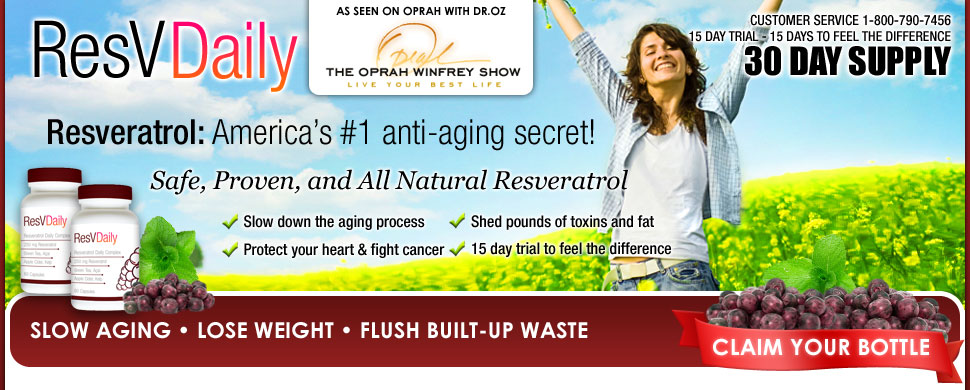 ResVDaily
AS SEEN ON OPRAH WITH DR.OZ
Oprah
THE OPRAH WINFREY SHOW
LIVE YOUR BEST LIFE
CUSTOMER SERVICE 1-800-790-7456
15 DAY TRIAL - 15 DAYS TO FEEL THE DIFFERENCE
30 DAY SUPPLY
Resveratrol: America's #1 anti-aging secret!
Safe, Proven, and All Natural Resveratrol
Slow down the aging process
Shed pounds of toxins and fat
Protect your heart & fight cancer
15 day trial to feel the difference
ResVDaily
ResVDaily
Resveratrol Daily Complex
SLOW AGING • LOSE WEIGHT • FLUSH BUILT-UP WASTE
CLAIM YOUR BOTTLE